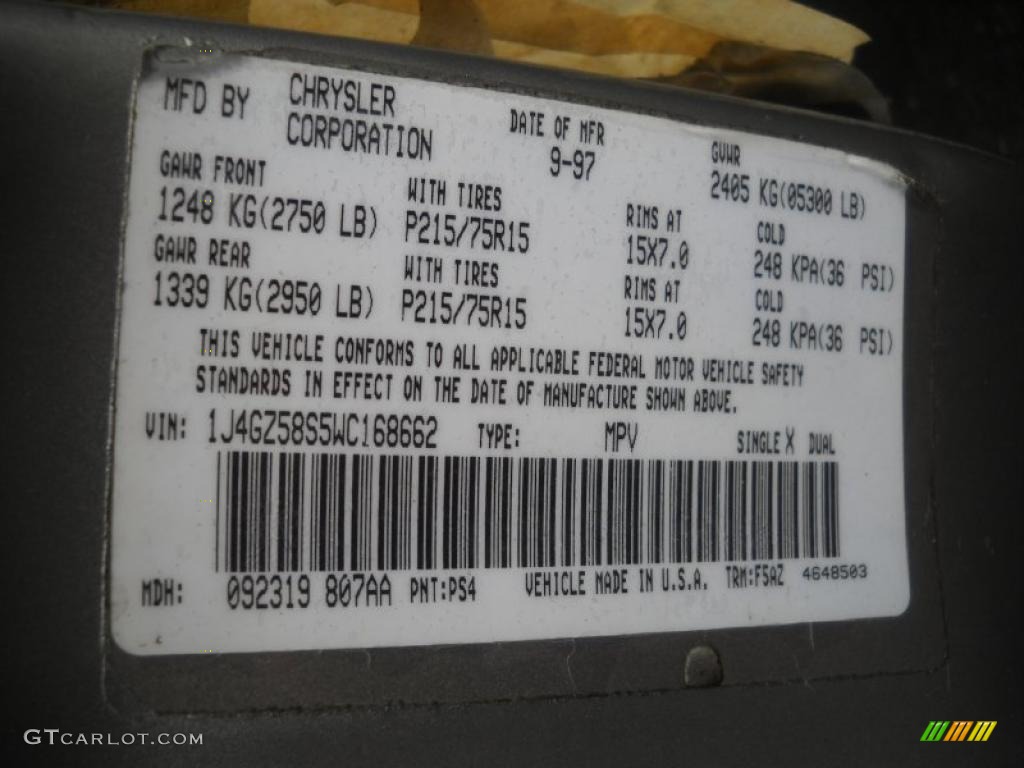 MFD BY CHRYSLER CORPORATION DATE OF MFR 9-97 GVWR 2405 KG(05300 LB)
GAWR FRONT WITH TIRES RIMS AT COLD
1248 KG(2750 LB) P215/75R15 15X7.0 248 KPA(36 PSI)
GAWR REAR WITH TIRES RIMS AT COLD
1339 KG(2950 LB) P215/75R15 15X7.0 248 KPA(36 PSI)
THIS VEHICLE CONFORMS TO ALL APPLICABLE FEDERAL MOTOR VEHICLE SAFETY
STANDARDS IN EFFECT ON THE DATE OF MANUFACTURE SHOWN ABOVE.
VIN: 1J4GZ58S5WC168662 TYPE: MPV SINGLE X DUAL
MDH: 092319 807AA PNT:PS4 VEHICLE MADE IN U.S.A. TRM:F5AZ 4648503
GTCARLOT.COM